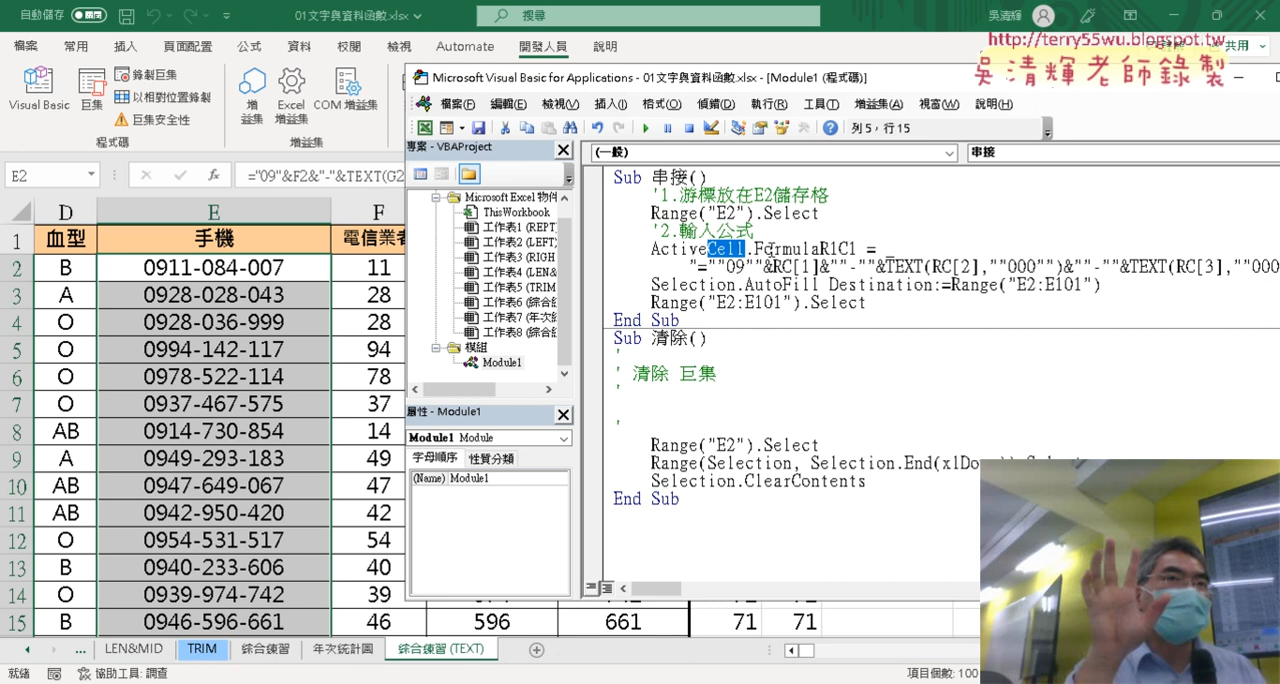 自動儲存 開閉
01文字與資料函數.xlsx
搜尋
吳清輝
檔案 常用 插入 頁面配置 公式 資料 校閱 檢視 Automate 開發人員 說明
共用
http://terry55wu.blogspot.tw
吳清輝老師錄製
Visual Basic
巨集
錄製巨集
以相對位置錄製
巨集安全性
程式碼
增益集
Excel 增益集
COM 增益集
增益集
E2
="09"&F2&"-"&TEXT(G2
D E F
1 血型 手機 電信業者
2 B 0911-084-007 11
3 A 0928-028-043 28
4 O 0928-036-999 28
5 O 0994-142-117 94
6 O 0978-522-114 78
7 O 0937-467-575 37
8 AB 0914-730-854 14
9 A 0949-293-183 49
10 AB 0947-649-067 47
11 AB 0942-950-420 42
12 O 0954-531-517 54
13 B 0940-233-606 40
14 O 0939-974-742 39
15 B 0946-596-661 46 596 661 71 71
Microsoft Visual Basic for Applications - 01文字與資料函數.xlsx - [Module1 (程式碼)]
檔案(F) 編輯(E) 檢視(V) 插入(I) 格式(O) 偵錯(D) 執行(R) 工具(T) 增益集(A) 視窗(W) 說明(H)
列 5，行 15
專案 - VBAProject
Microsoft Excel 物件
ThisWorkbook
工作表1 (REPT
工作表2 (LEFT
工作表3 (RIGH
工作表4 (LEN&
工作表5 (TRIM
工作表6 (綜合
工作表7 (年次
工作表8 (綜合
模組
Module1
屬性 - Module1
Module1 Module
字母順序 性質分類
(Name) Module1
(一般)
串接
Sub 串接()
'1.游標放在E2儲存格
Range("E2").Select
'2.輸入公式
ActiveCell.FormulaR1C1 = _
"=""09""&RC[1]&""-""&TEXT(RC[2],""000"")&""-""&TEXT(RC[3],""000
Selection.AutoFill Destination:=Range("E2:E101")
Range("E2:E101").Select
End Sub
Sub 清除()
'
' 清除 巨集
'
'
Range("E2").Select
Range(Selection, Selection.End(xlDow
Selection.ClearContents
End Sub
... LEN&MID TRIM 綜合練習 年次統計圖 綜合練習 (TEXT)
就緒 協助工具: 調查
項目個數: 100